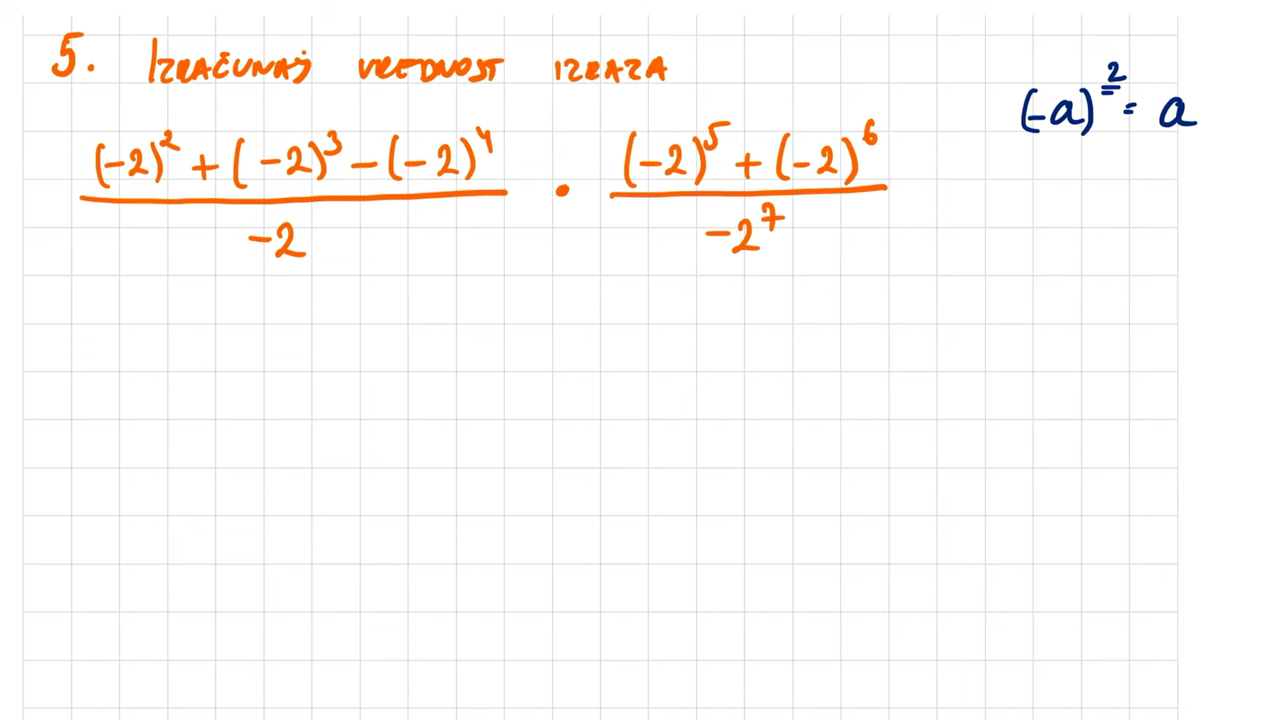 5. IZRAČUNAJ VREDNOST IZRAZA
(-a)² = a
(-2)² + (-2)³ - (-2)⁴ / -2 · (-2)⁵ + (-2)⁶ / -2⁷